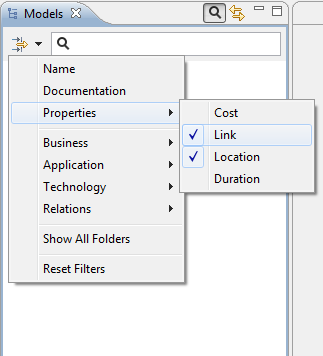 Models
Name
Documentation
Properties
Cost
Link
Location
Duration
Business
Application
Technology
Relations
Show All Folders
Reset Filters